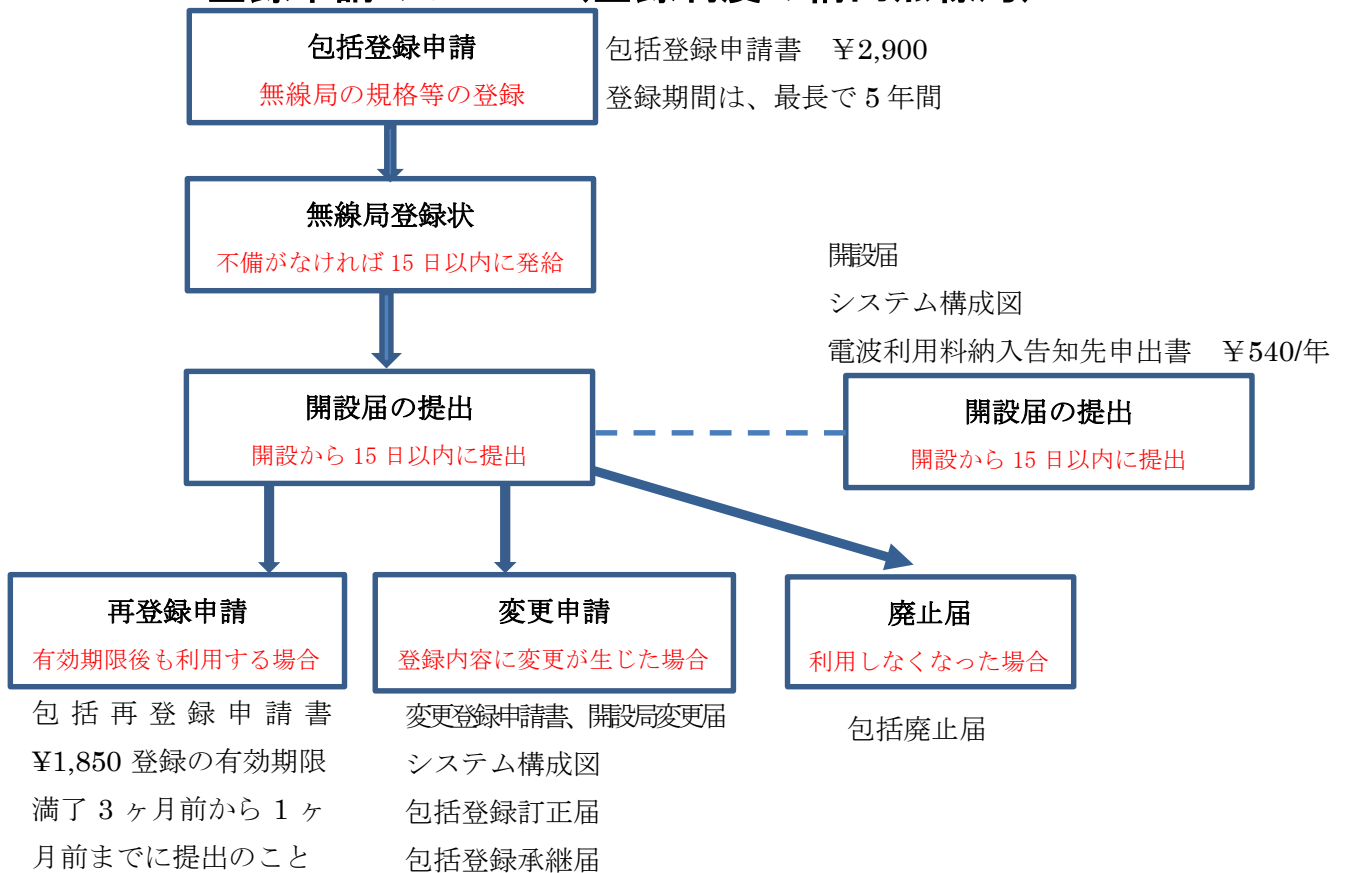 包括登録申請
無線局の規格等の登録
包括登録申請書　￥2,900
登録期間は、最長で 5 年間
無線局登録状
不備がなければ 15 日以内に発給
開設届
システム構成図
電波利用料納入告知先申出書　￥540/年
開設届の提出
開設から 15 日以内に提出
開設届の提出
開設から 15 日以内に提出
再登録申請
有効期限後も利用する場合
包括再登録申請書
¥1,850 登録の有効期限
満了 3 ヶ月前から 1 ヶ
月前までに提出のこと
変更申請
登録内容に変更が生じた場合
変更登録申請書、開設局変更届
システム構成図
包括登録訂正届
包括登録承継届
廃止届
利用しなくなった場合
包括廃止届